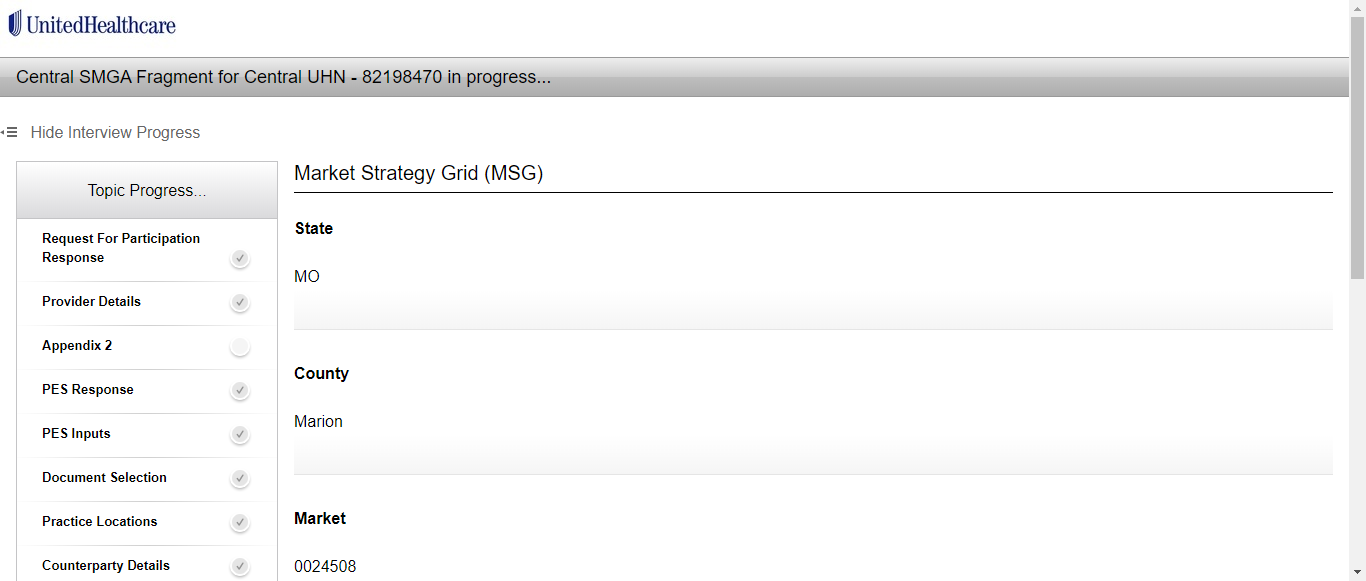 UnitedHealthcare
Central SMGA Fragment for Central UHN - 82198470 in progress...
Hide Interview Progress
Topic Progress...
Request For Participation
Response
Provider Details
Appendix 2
PES Response
PES Inputs
Document Selection
Practice Locations
Counterparty Details
Market Strategy Grid (MSG)
State
MO
County
Marion
Market
0024508